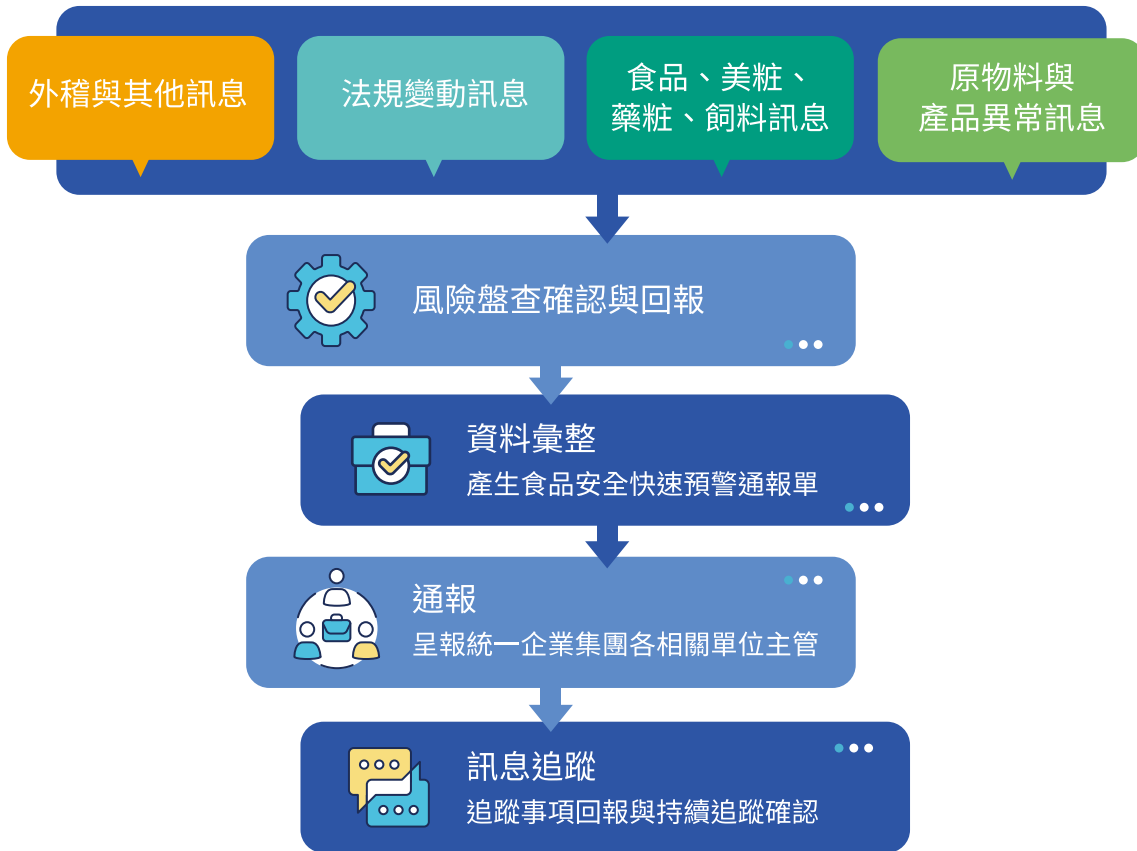 外稽與其他訊息
法規變動訊息
食品、美粧、
藥粧、飼料訊息
原物料與
產品異常訊息
風險盤查確認與回報
資料彙整
產生食品安全快速預警通報單
通報
呈報統一企業集團各相關單位主管
訊息追蹤
追蹤事項回報與持續追蹤確認